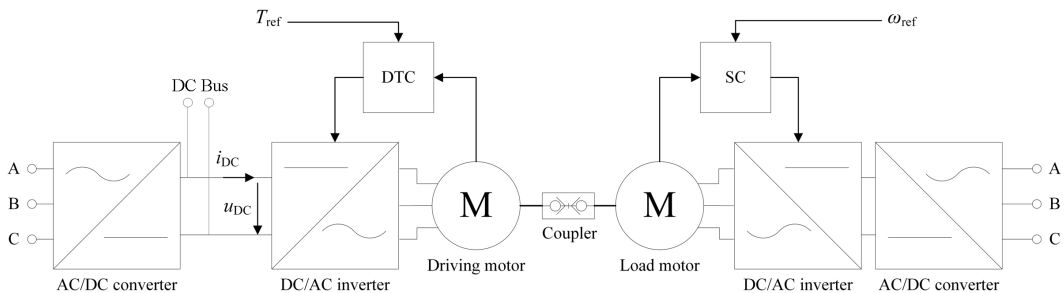 T_ref
ω_ref
DTC
SC
DC Bus
A
B
C
i_DC
u_DC
M
M
A
B
C
Coupler
AC/DC converter
DC/AC inverter
Driving motor
Load motor
DC/AC inverter
AC/DC converter